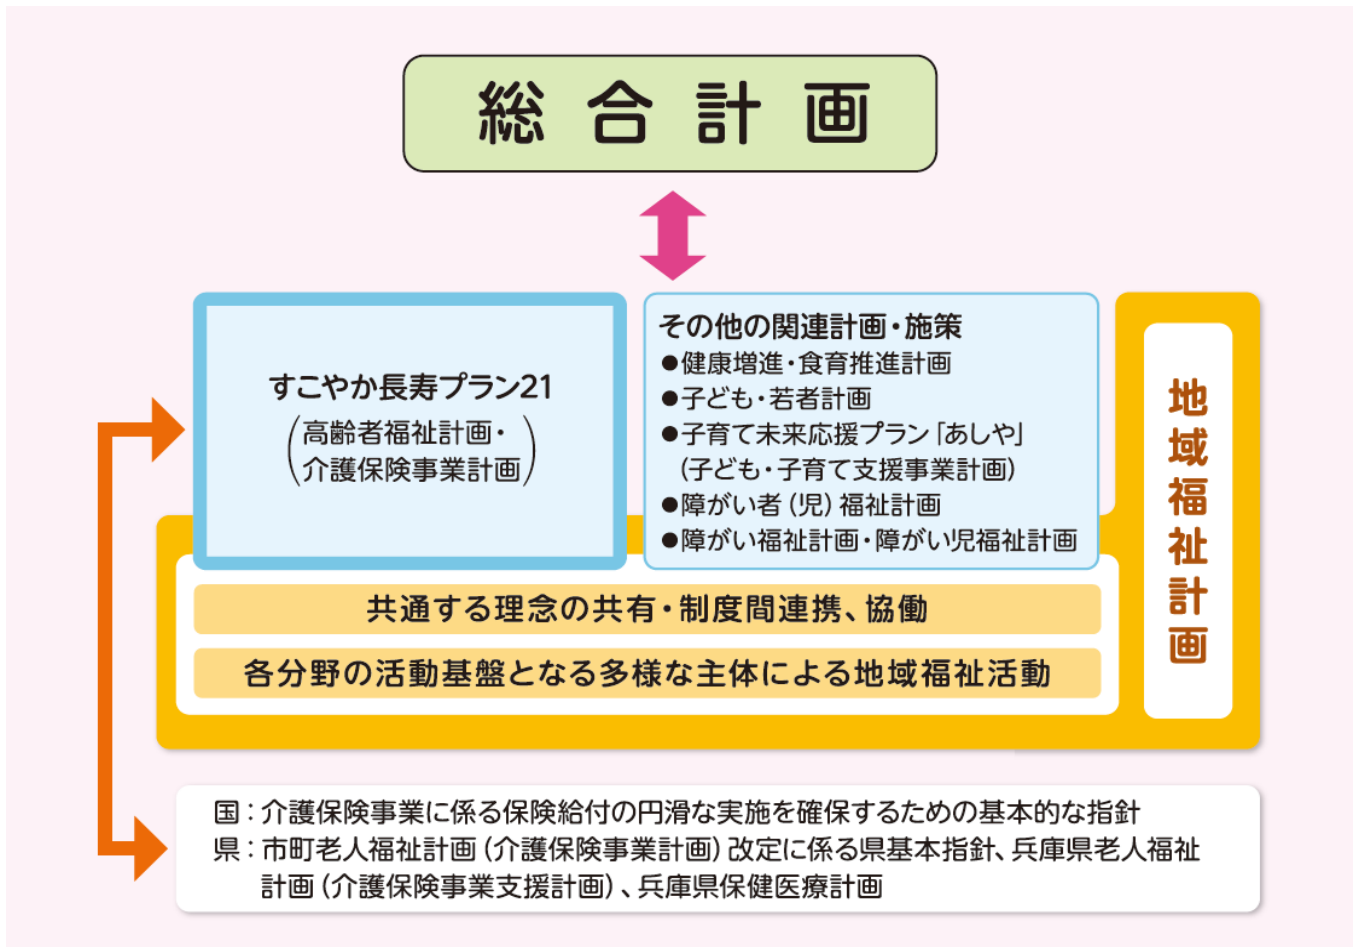 総合計画
すこやか長寿プラン21
(高齢者福祉計画・
介護保険事業計画)
その他の関連計画・施策
●健康増進・食育推進計画
●子ども・若者計画
●子育て未来応援プラン「あしや」
(子ども・子育て支援事業計画)
●障がい者(児)福祉計画
●障がい福祉計画・障がい児福祉計画
地域福祉計画
共通する理念の共有・制度間連携、協働
各分野の活動基盤となる多様な主体による地域福祉活動
国:介護保険事業に係る保険給付の円滑な実施を確保するための基本的な指針
県:市町老人福祉計画(介護保険事業計画)改定に係る県基本指針、兵庫県老人福祉
計画(介護保険事業支援計画)、兵庫県保健医療計画